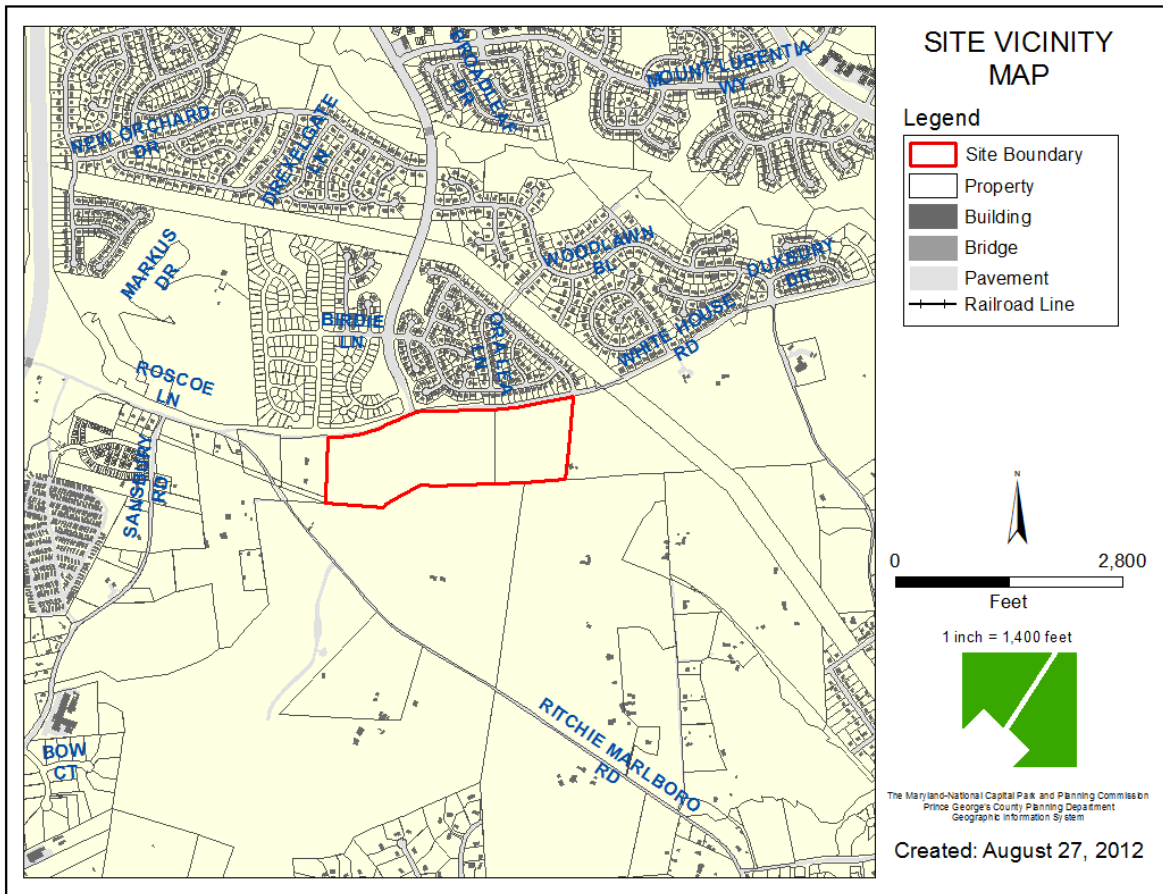 SITE VICINITY
MAP
Legend
Site Boundary
Property
Building
Bridge
Pavement
Railroad Line
BROADLEAF
DR
MOUNT LUBENTIA
WY
NEW ORCHARD
DR
DREXELGATE
LN
MARKUS
DR
WOODLAWN
BL
DUXBURY
DR
BIRDIE
LN
ORALEA
LN
WHITE HOUSE
RD
ROSCOE
LN
SANSBURY
RD
RITCHIE MARLBORO
RD
BOW
CT
N
0 2,800
Feet
1 inch = 1,400 feet
The Maryland-National Capital Park and Planning Commission
Prince George's County Planning Department
Geographic Information System
Created: August 27, 2012